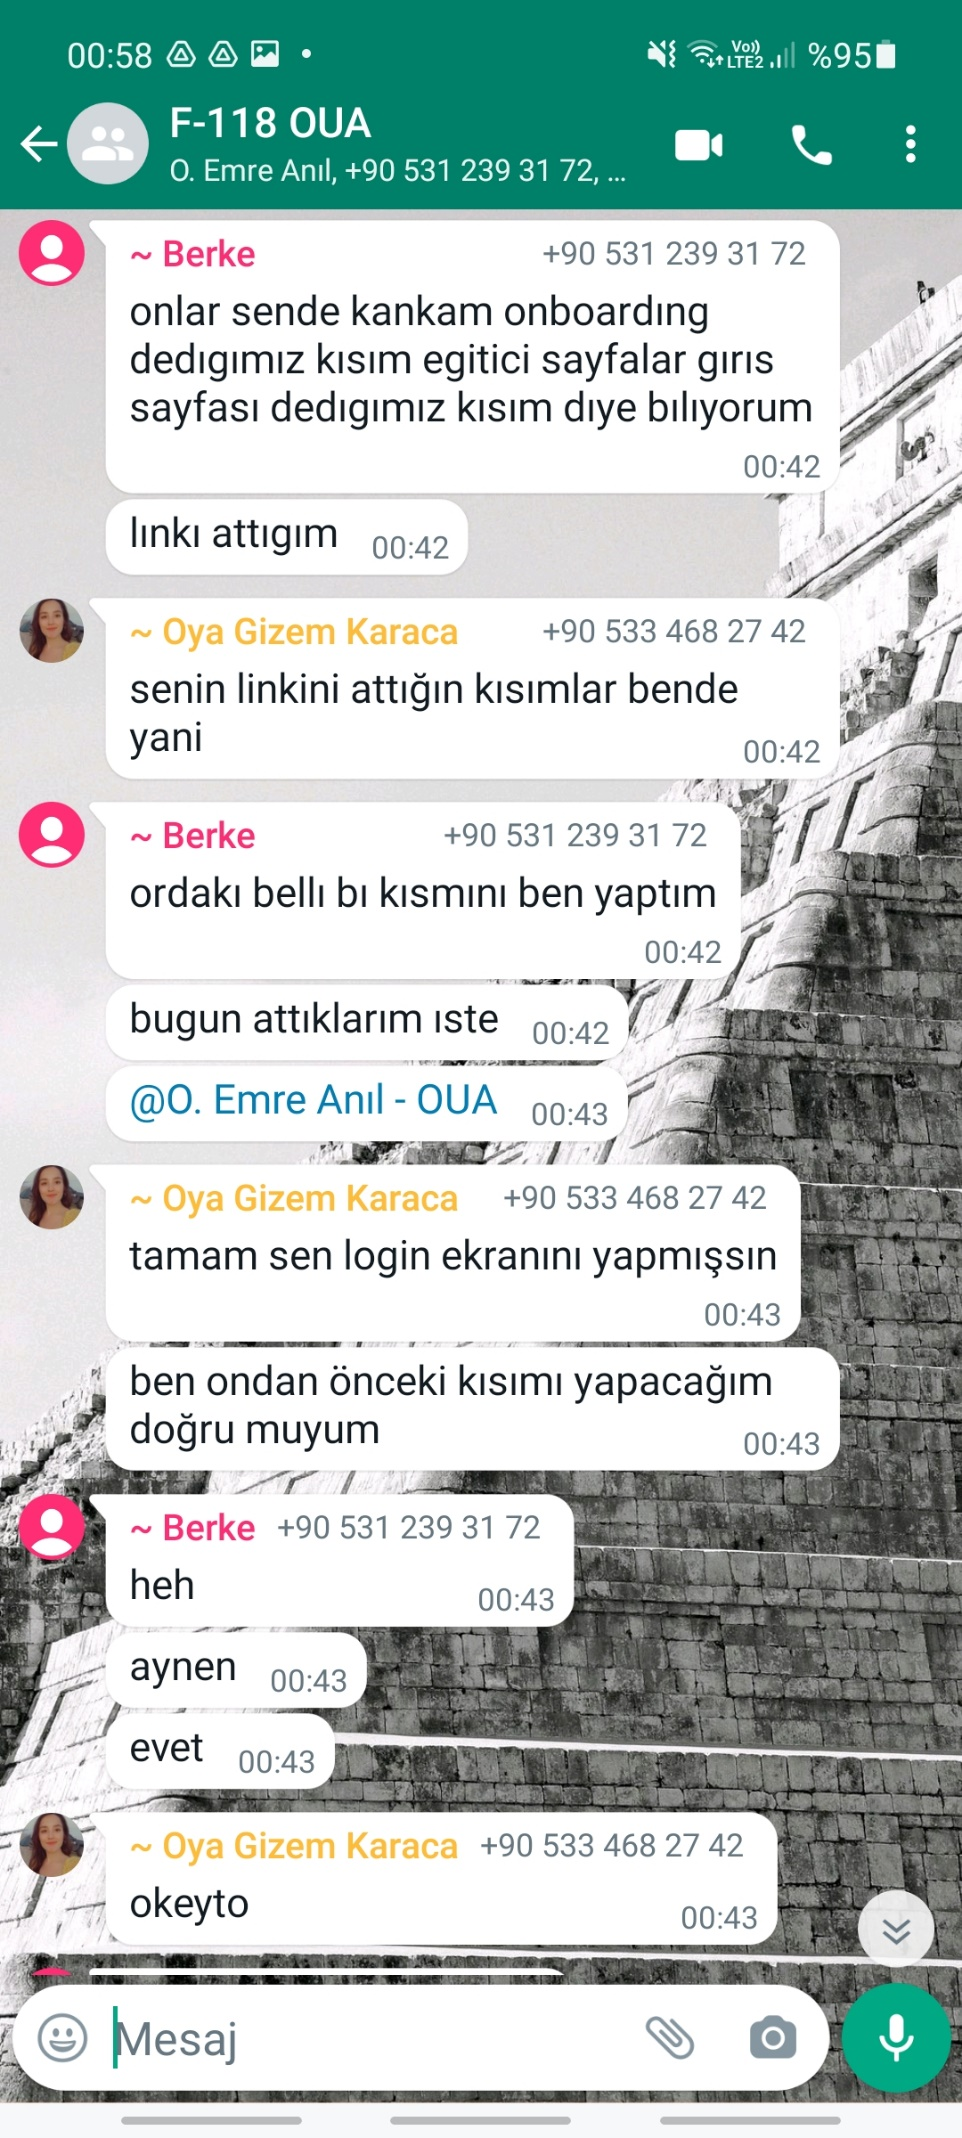 00:58
Vo))
LTE2
%95
F-118 OUA
O. Emre Anıl, +90 531 239 31 72, ...
~ Berke +90 531 239 31 72
onlar sende kankam onboardıng
dedıgımız kısım egitici sayfalar gırıs
sayfası dedıgımız kısım dıye bılıyorum
00:42
lınkı attıgım 00:42
~ Oya Gizem Karaca +90 533 468 27 42
senin linkini attığın kısımlar bende
yani
00:42
~ Berke +90 531 239 31 72
ordakı bellı bı kısmını ben yaptım
00:42
bugun attıklarım ıste 00:42
@O. Emre Anıl - OUA 00:43
~ Oya Gizem Karaca +90 533 468 27 42
tamam sen login ekranını yapmışsın
00:43
ben ondan önceki kısımı yapacağım
doğru muyum
00:43
~ Berke +90 531 239 31 72
heh 00:43
aynen 00:43
evet 00:43
~ Oya Gizem Karaca +90 533 468 27 42
okeyto 00:43
Mesaj